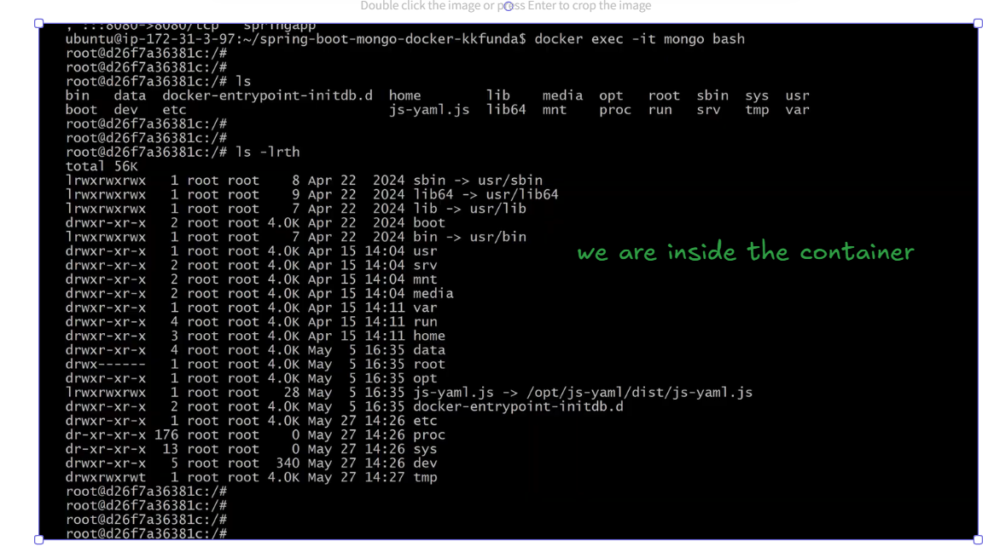 Double click the image or press Enter to crop the image
, :::8080->8080/tcp   springapp
ubuntu@ip-172-31-3-97:~/spring-boot-mongo-docker-kkfunda$ docker exec -it mongo bash
root@d26f7a36381c:/#
root@d26f7a36381c:/#
root@d26f7a36381c:/# ls
bin   data  docker-entrypoint-initdb.d  home        lib    media  opt   root  sbin  sys  usr
boot  dev   etc                         js-yaml.js  lib64  mnt    proc  run   srv   tmp  var
root@d26f7a36381c:/#
root@d26f7a36381c:/#
root@d26f7a36381c:/# ls -lrth
total 56K
lrwxrwxrwx   1 root root    8 Apr 22  2024 sbin -> usr/sbin
lrwxrwxrwx   1 root root    9 Apr 22  2024 lib64 -> usr/lib64
lrwxrwxrwx   1 root root    7 Apr 22  2024 lib -> usr/lib
drwxr-xr-x   2 root root 4.0K Apr 22  2024 boot
lrwxrwxrwx   1 root root    7 Apr 22  2024 bin -> usr/bin
drwxr-xr-x   1 root root 4.0K Apr 15 14:04 usr
we are inside the container
drwxr-xr-x   2 root root 4.0K Apr 15 14:04 srv
drwxr-xr-x   2 root root 4.0K Apr 15 14:04 mnt
drwxr-xr-x   2 root root 4.0K Apr 15 14:04 media
drwxr-xr-x   1 root root 4.0K Apr 15 14:11 var
drwxr-xr-x   4 root root 4.0K Apr 15 14:11 run
drwxr-xr-x   3 root root 4.0K Apr 15 14:11 home
drwxr-xr-x   4 root root 4.0K May  5 16:35 data
drwx------   1 root root 4.0K May  5 16:35 root
drwxr-xr-x   1 root root 4.0K May  5 16:35 opt
lrwxrwxrwx   1 root root   28 May  5 16:35 js-yaml.js -> /opt/js-yaml/dist/js-yaml.js
drwxr-xr-x   2 root root 4.0K May  5 16:35 docker-entrypoint-initdb.d
drwxr-xr-x   1 root root 4.0K May 27 14:26 etc
dr-xr-xr-x 176 root root    0 May 27 14:26 proc
dr-xr-xr-x  13 root root    0 May 27 14:26 sys
drwxr-xr-x   5 root root  340 May 27 14:26 dev
drwxrwxrwt   1 root root 4.0K May 27 14:27 tmp
root@d26f7a36381c:/#
root@d26f7a36381c:/#
root@d26f7a36381c:/#
root@d26f7a36381c:/#